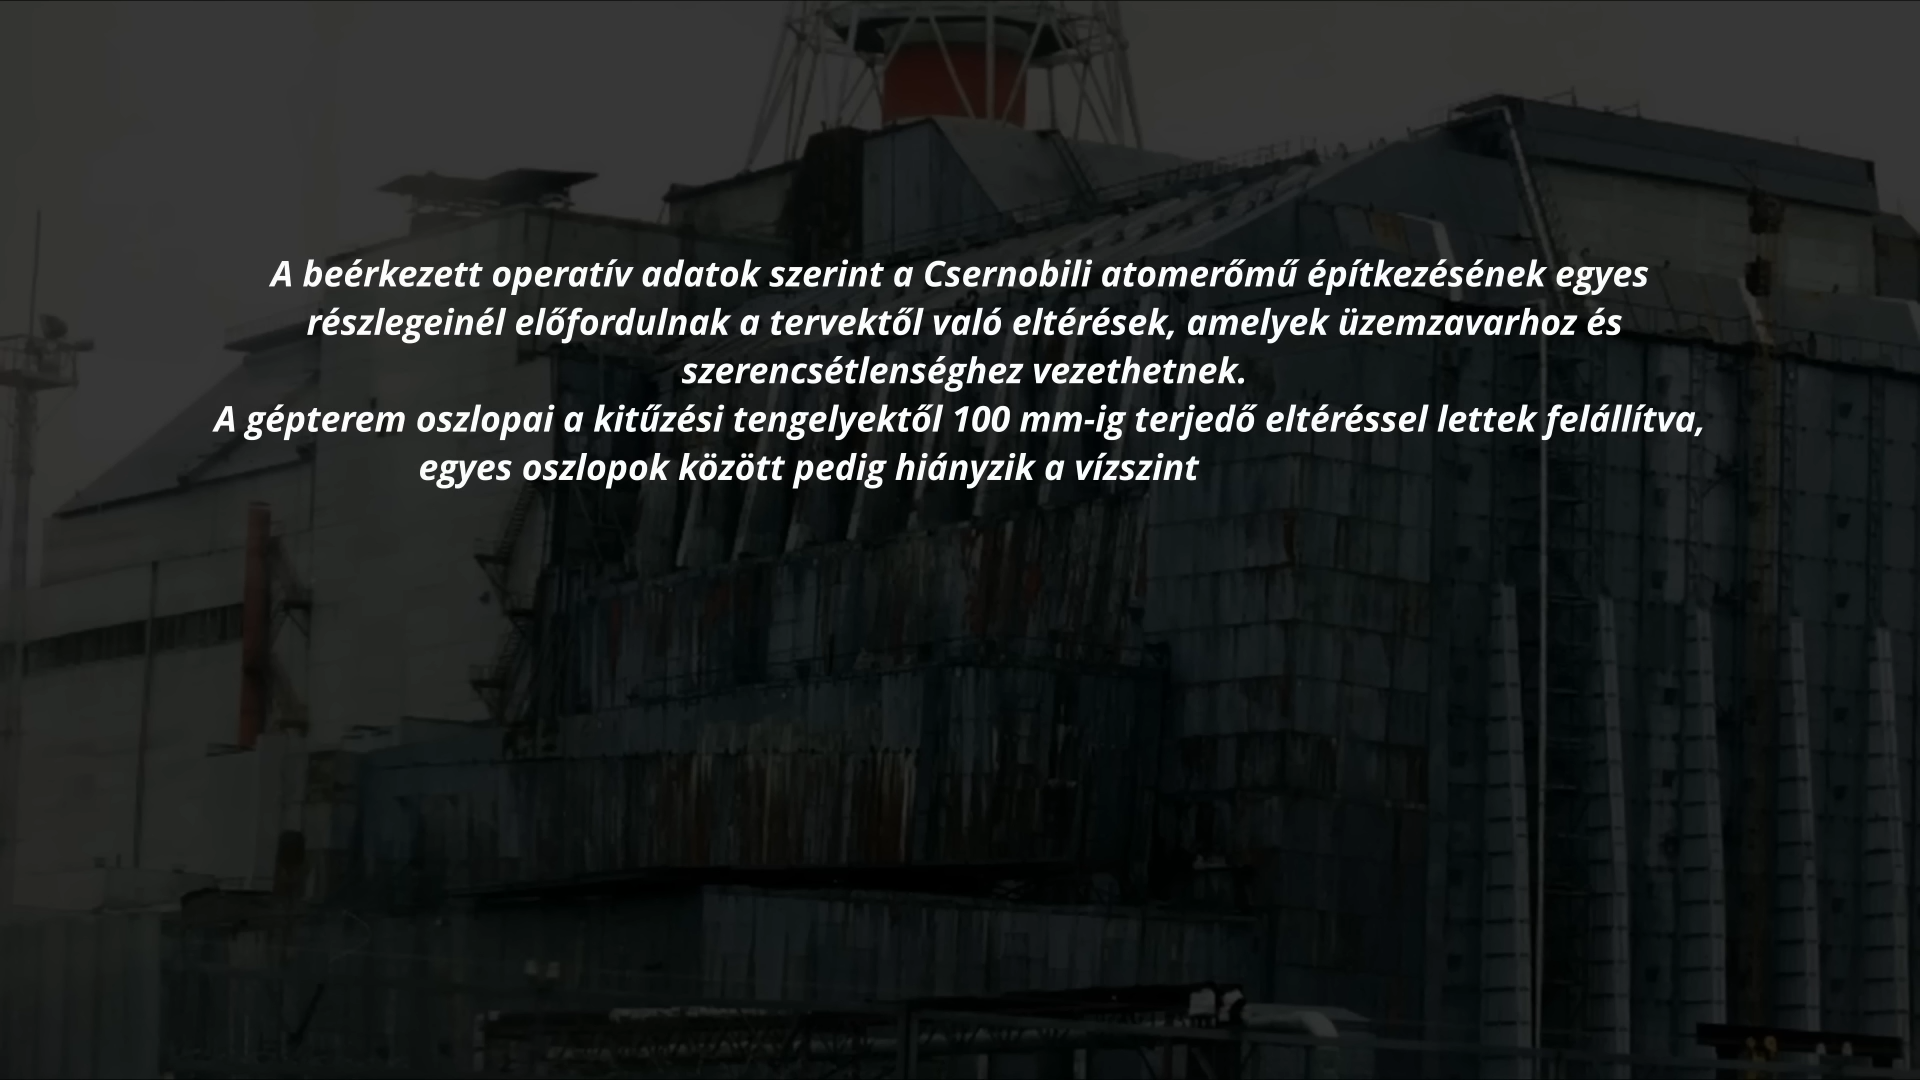 A beérkezett operatív adatok szerint a Csernobili atomerőmű építkezésének egyes
részlegeinél előfordulnak a tervektől való eltérések, amelyek üzemzavarhoz és
szerencsétlenséghez vezethetnek.
A gépterem oszlopai a kitűzési tengelyektől 100 mm-ig terjedő eltéréssel lettek felállítva,
egyes oszlopok között pedig hiányzik a vízszint